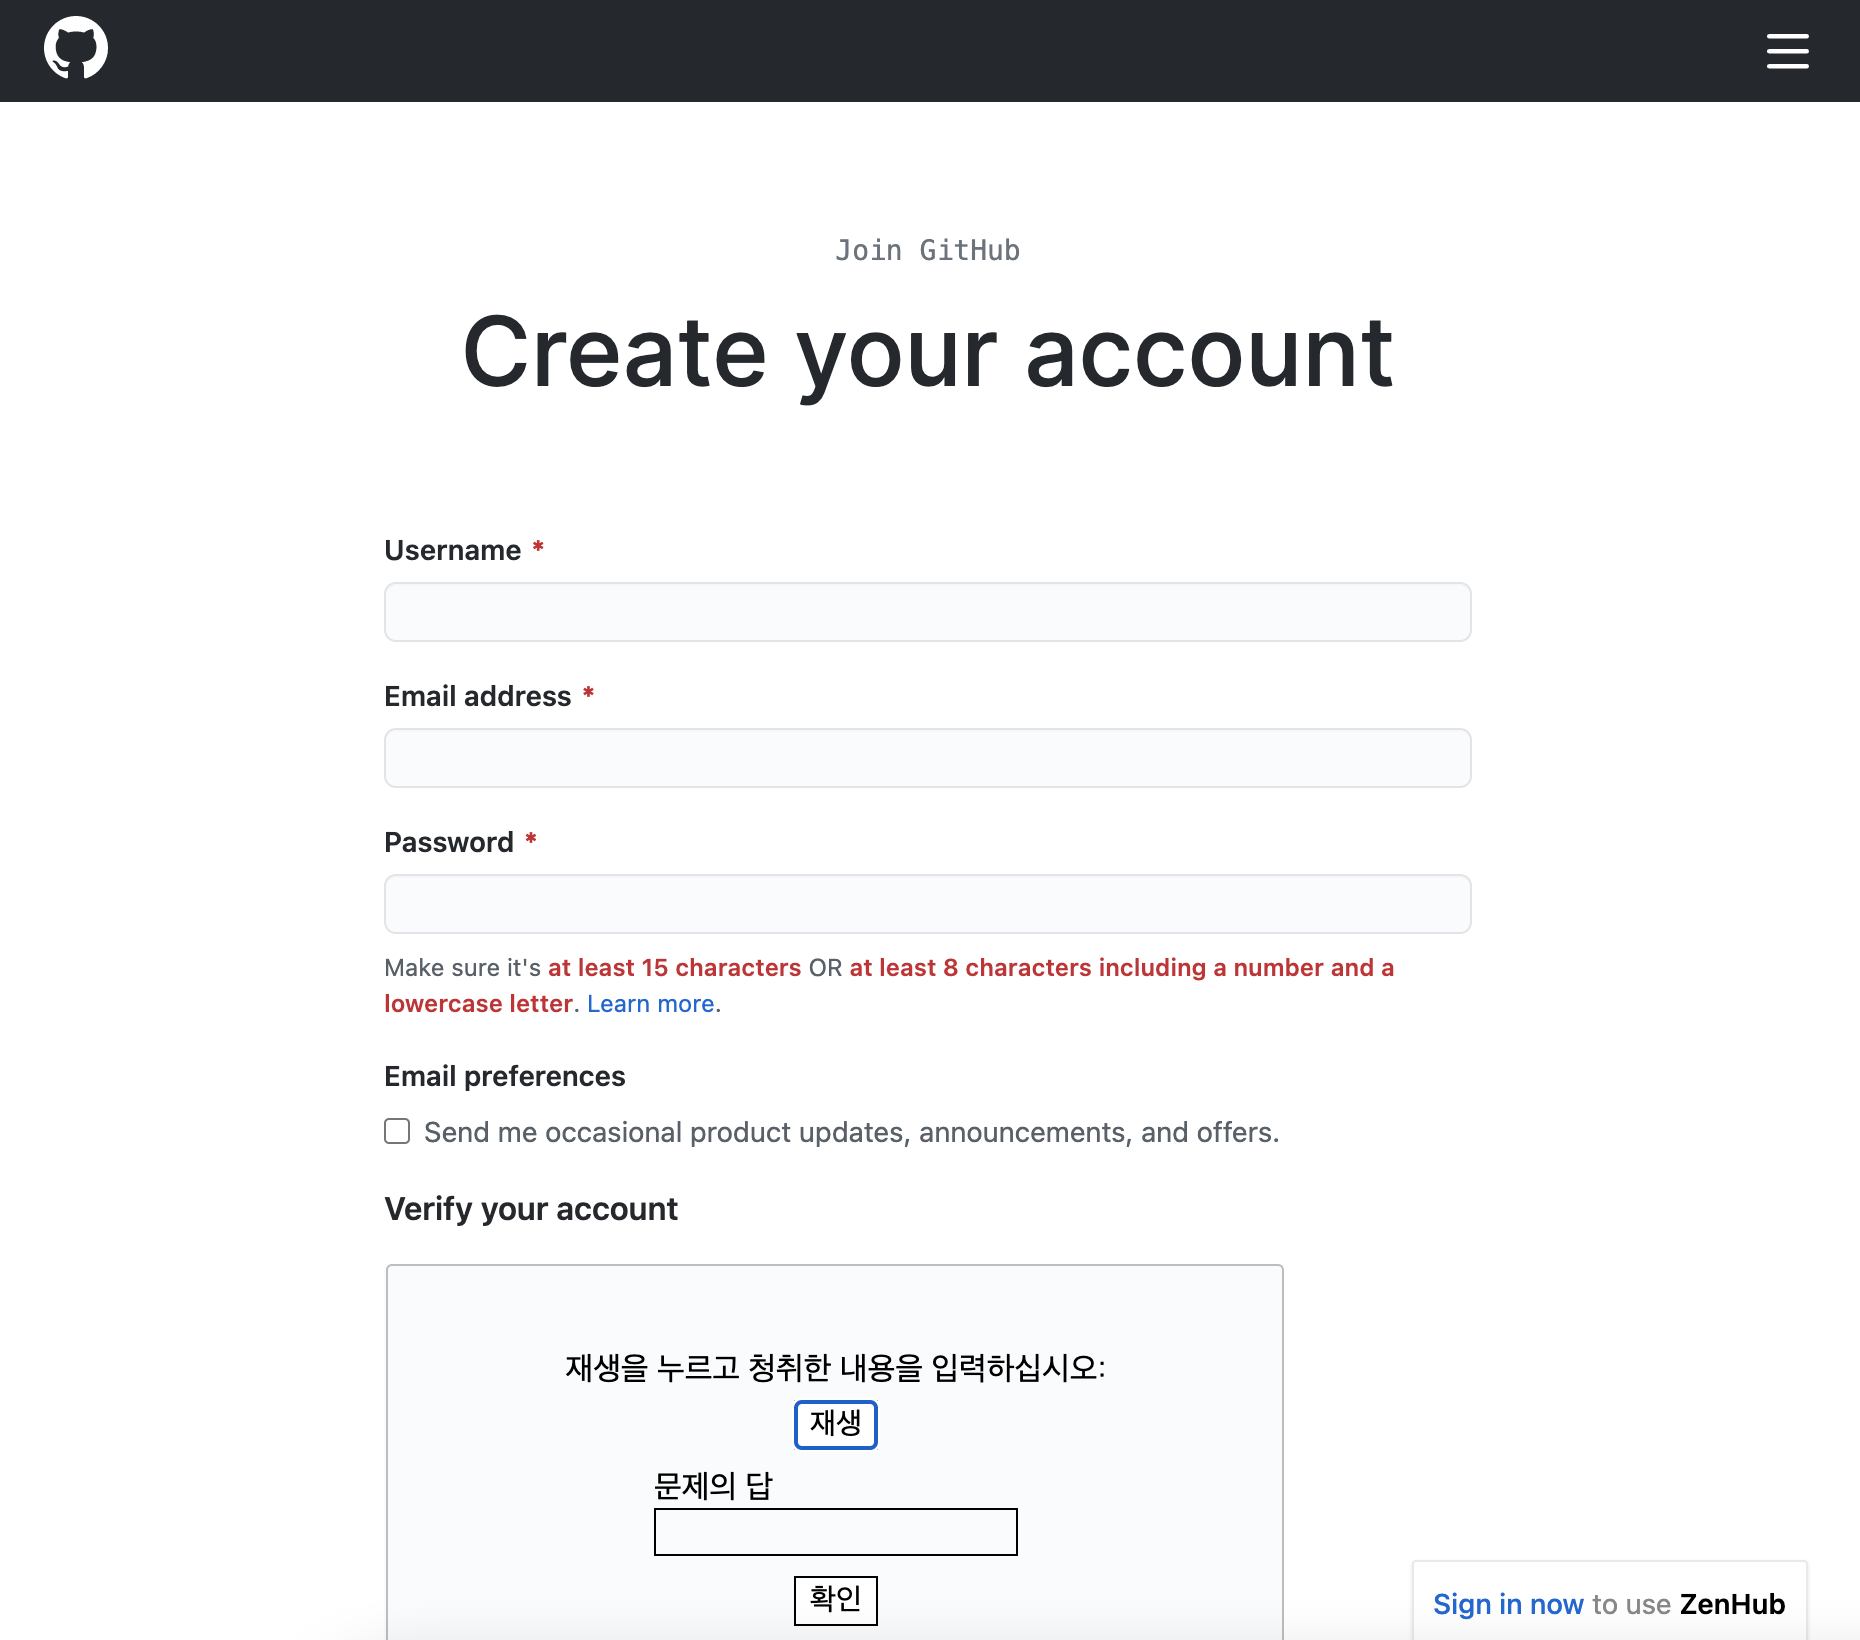 Join GitHub
Create your account
Username *
Email address *
Password *
Make sure it's at least 15 characters OR at least 8 characters including a number and a
lowercase letter. Learn more.
Email preferences
Send me occasional product updates, announcements, and offers.
Verify your account
재생을 누르고 청취한 내용을 입력하십시오:
재생
문제의 답
확인
Sign in now to use ZenHub